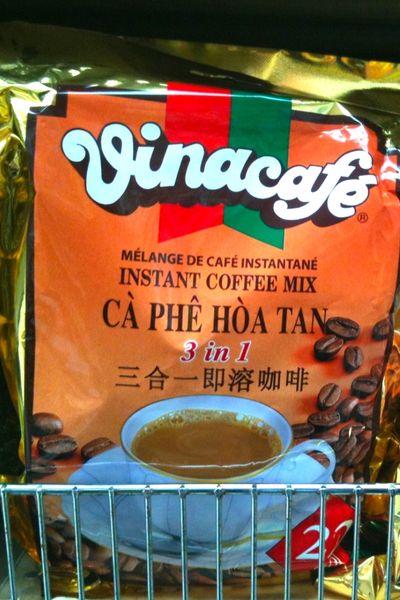 Vinacafé ®
MÉLANGE DE CAFÉ INSTANTANÉ
INSTANT COFFEE MIX
CÀ PHÊ HÒA TAN
3 in 1
三合一即溶咖啡